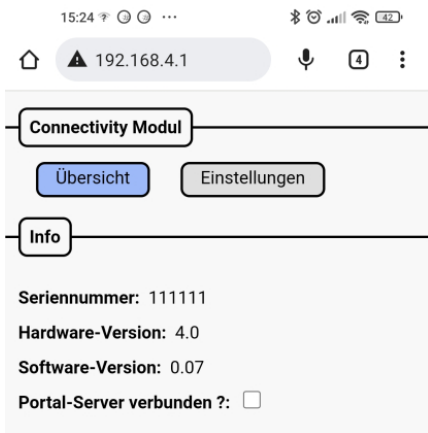 15:24 ···
42
192.168.4.1
4
Connectivity Modul
Übersicht Einstellungen
Info
Seriennummer: 111111
Hardware-Version: 4.0
Software-Version: 0.07
Portal-Server verbunden ?: